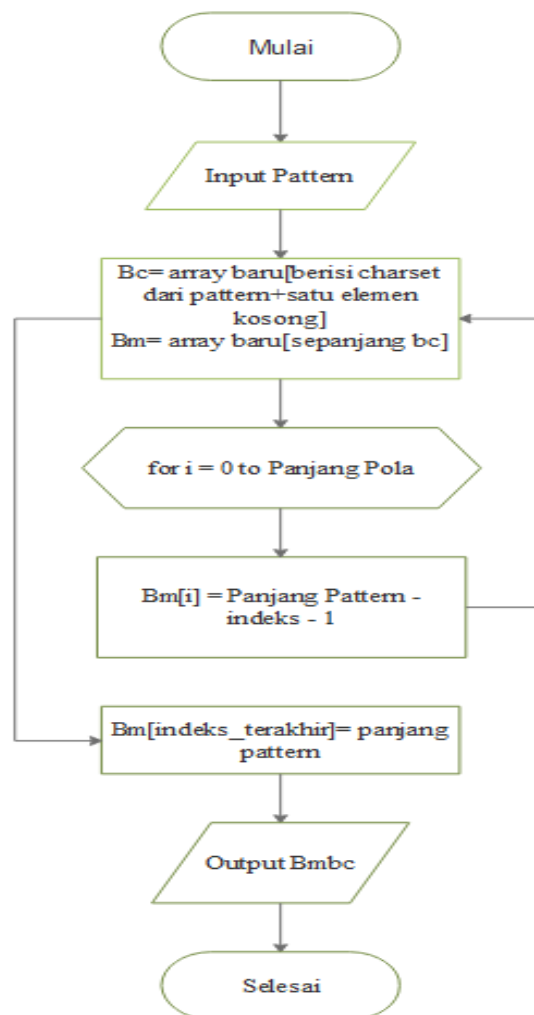 Mulai
Input Pattern
Bc= array baru[berisi charset
dari pattern+satu elemen
kosong]
Bm= array baru[sepanjang bc]
for i = 0 to Panjang Pola
Bm[i] = Panjang Pattern -
indeks - 1
Bm[indeks_terakhir]= panjang
pattern
Output Bmbc
Selesai